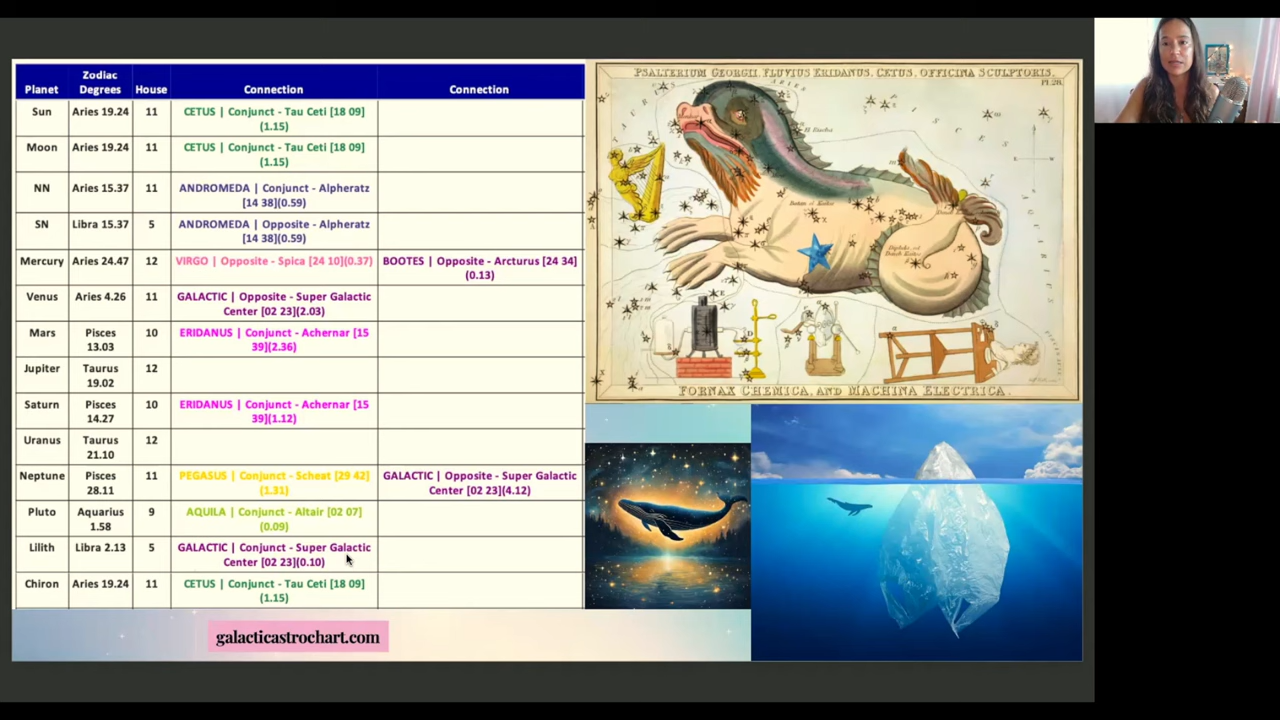 Planet
Zodiac
Degrees
House
Connection
Connection
Sun
Aries 19.24
11
CETUS | Conjunct - Tau Ceti [18 09]
(1.15)
Moon
Aries 19.24
11
CETUS | Conjunct - Tau Ceti [18 09]
(1.15)
NN
Aries 15.37
11
ANDROMEDA | Conjunct - Alpheratz
[14 38](0.59)
SN
Libra 15.37
5
ANDROMEDA | Opposite - Alpheratz
[14 38](0.59)
Mercury
Aries 24.47
12
VIRGO | Opposite - Spica [24 10](0.37)
BOOTES | Opposite - Arcturus [24 34]
(0.13)
Venus
Aries 4.26
11
GALACTIC | Opposite - Super Galactic
Center [02 23](2.03)
Mars
Pisces
13.03
10
ERIDANUS | Conjunct - Achernar [15
39](2.36)
Jupiter
Taurus
19.02
12
Saturn
Pisces
14.27
10
ERIDANUS | Conjunct - Achernar [15
39](1.12)
Uranus
Taurus
21.10
12
Neptune
Pisces
28.11
11
PEGASUS | Conjunct - Scheat [29 42]
(1.31)
GALACTIC | Opposite - Super Galactic
Center [02 23](4.12)
Pluto
Aquarius
1.58
9
AQUILA | Conjunct - Altair [02 07]
(0.09)
Lilith
Libra 2.13
5
GALACTIC | Conjunct - Super Galactic
Center [02 23](0.10)
Chiron
Aries 19.24
11
CETUS | Conjunct - Tau Ceti [18 09]
(1.15)
PSALTERIUM GEORGII, FLUVIUS ERIDANUS, CETUS, OFFICINA SCULPTORIS,
FORNAX CHEMICA, AND MACHINA ELECTRICA.
galacticastrochart.com